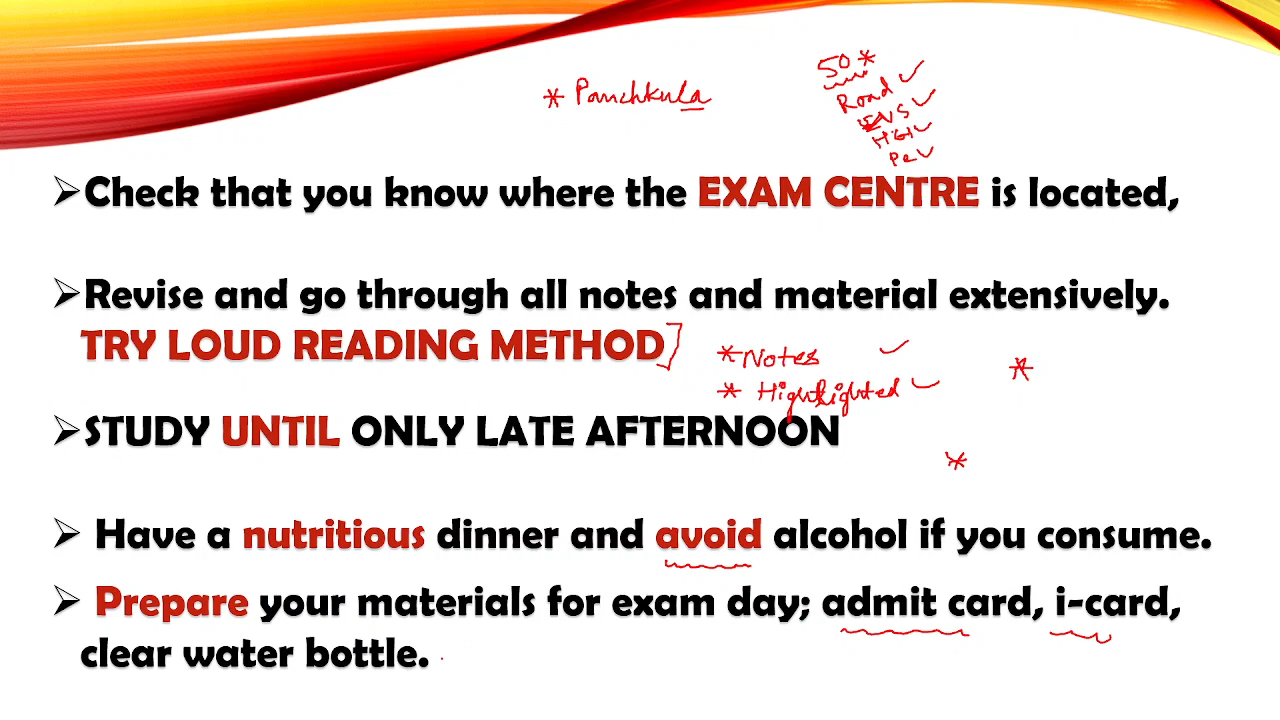 * Panchkula
50 *
Road ✓
✓
HGI ✓
Pe ✓
➢Check that you know where the EXAM CENTRE is located,
➢Revise and go through all notes and material extensively.
TRY LOUD READING METHOD]
* Notes ✓
* Highlighted ✓
*
➢STUDY UNTIL ONLY LATE AFTERNOON
*
➢ Have a nutritious dinner and avoid alcohol if you consume.
➢ Prepare your materials for exam day; admit card, i-card,
clear water bottle.